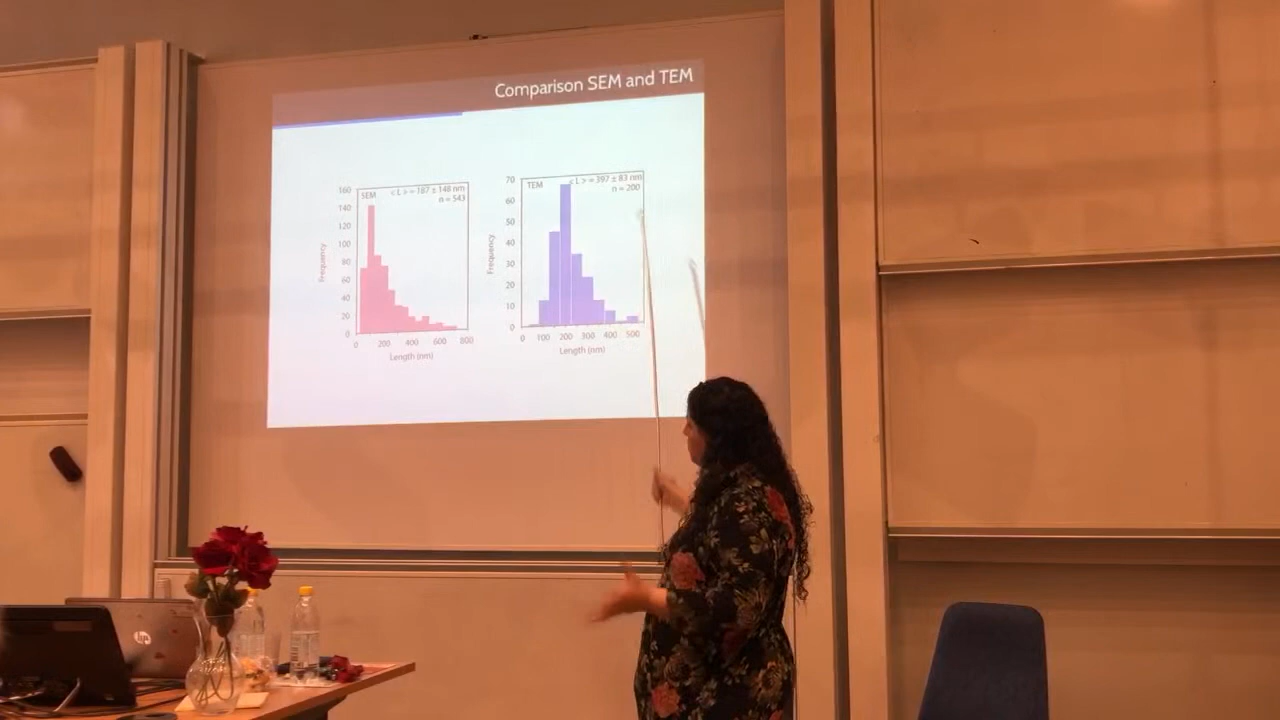 Comparison SEM and TEM
SEM
< L > = 187 ± 148 nm
n = 543
160
140
120
100
80
60
40
20
0
Frequency
0 200 400 600 800
Length (nm)
TEM
< L > = 397 ± 83 nm
n = 200
70
60
50
40
30
20
10
0
Frequency
0 100 200 300 400 500
Length (nm)
hp